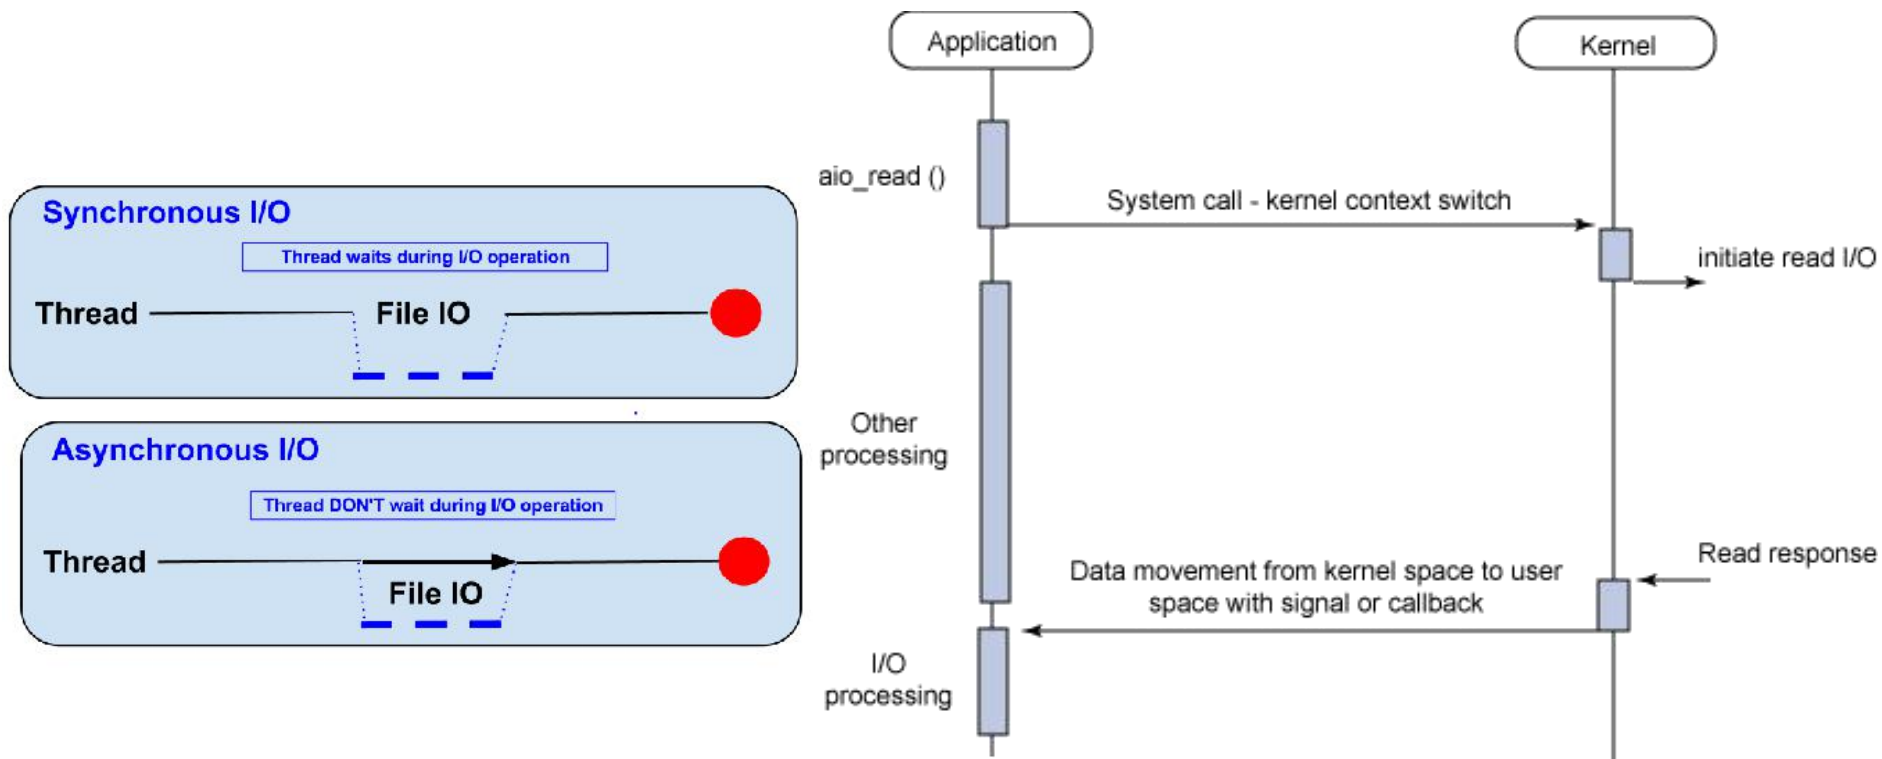 Synchronous I/O
Thread waits during I/O operation
Thread
File IO
Asynchronous I/O
Thread DON'T wait during I/O operation
Thread
File IO
Application
Kernel
aio_read ()
System call - kernel context switch
initiate read I/O
Other
processing
Read response
Data movement from kernel space to user
space with signal or callback
I/O
processing